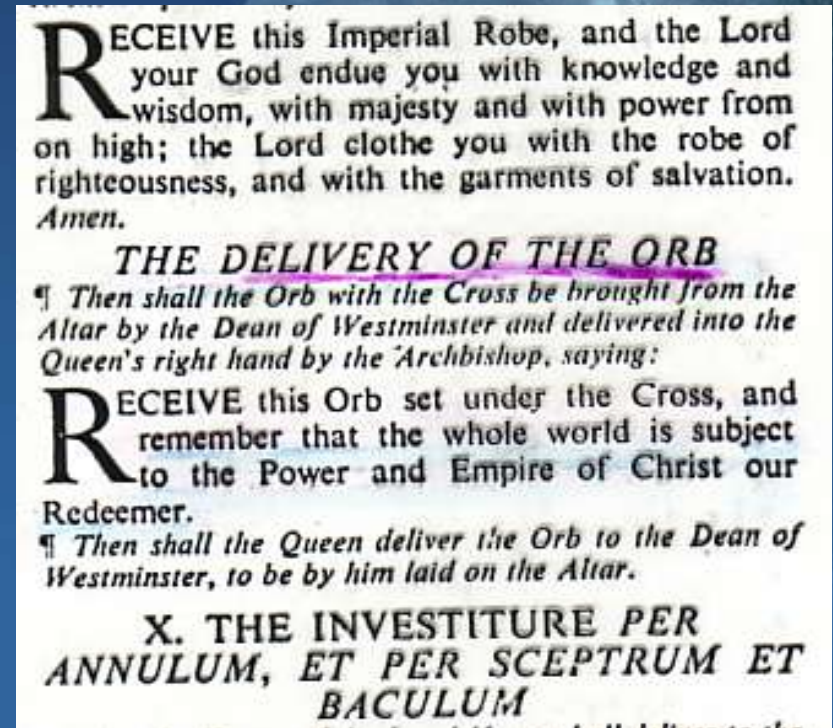 RECEIVE this Imperial Robe, and the Lord
your God endue you with knowledge and
wisdom, with majesty and with power from
on high; the Lord clothe you with the robe of
righteousness, and with the garments of salvation.
Amen.
THE DELIVERY OF THE ORB
¶ Then shall the Orb with the Cross be brought from the
Altar by the Dean of Westminster and delivered into the
Queen's right hand by the Archbishop, saying:
RECEIVE this Orb set under the Cross, and
remember that the whole world is subject
to the Power and Empire of Christ our
Redeemer.
¶ Then shall the Queen deliver the Orb to the Dean of
Westminster, to be by him laid on the Altar.
X. THE INVESTITURE PER
ANNULUM, ET PER SCEPTRUM ET
BACULUM